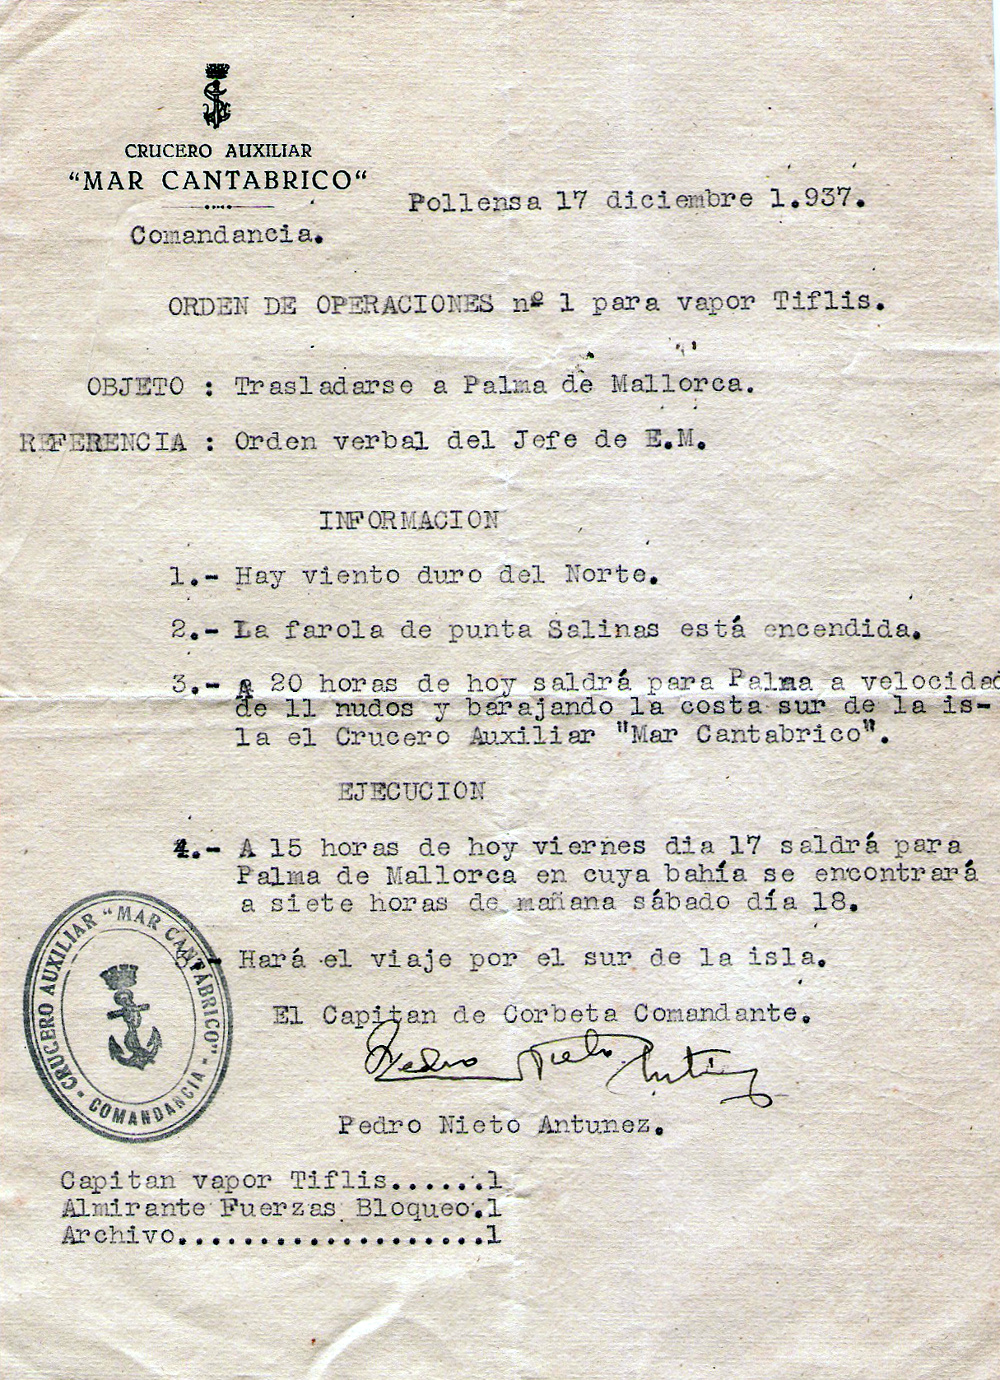 CRUCERO AUXILIAR
"MAR CANTABRICO"
Pollensa 17 diciembre 1.937.
Comandancia.
ORDEN DE OPERACIONES nº 1 para vapor Tiflis.
OBJETO : Trasladarse a Palma de Mallorca.
REFERENCIA : Orden verbal del Jefe de E.M.
INFORMACION
1.- Hay viento duro del Norte.
2.- La farola de punta Salinas está encendida.
3.- A 20 horas de hoy saldrá para Palma a velocidad
de 11 nudos y barajando la costa sur de la is-
la el Crucero Auxiliar "Mar Cantabrico".
EJECUCION
4.- A 15 horas de hoy viernes dia 17 saldrá para
Palma de Mallorca en cuya bahía se encontrará
a siete horas de mañana sábado día 18.
5.- Hará el viaje por el sur de la isla.
El Capitan de Corbeta Comandante.
Pedro Nieto Antunez
Pedro Nieto Antunez.
CRUCERO AUXILIAR "MAR CANTABRICO" - COMANDANCIA -
Capitan vapor Tiflis......1
Almirante Fuerzas Bloqueo.1
Archivo...................1